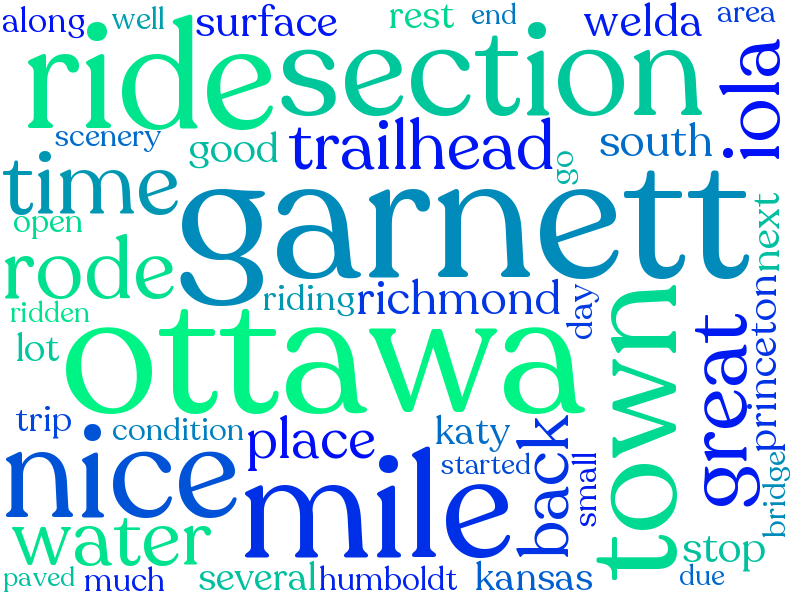 along
well
surface
rest
end
welda
area
ride
section
iola
scenery
good
trailhead
go
south
time
garnett
open
next
rode
ridden
riding
richmond
day
princeton
lot
ottawa
town
great
trip
condition
place
katy
back
started
small
bridge
nice
mile
water
stop
paved
much
several
humboldt
kansas
due